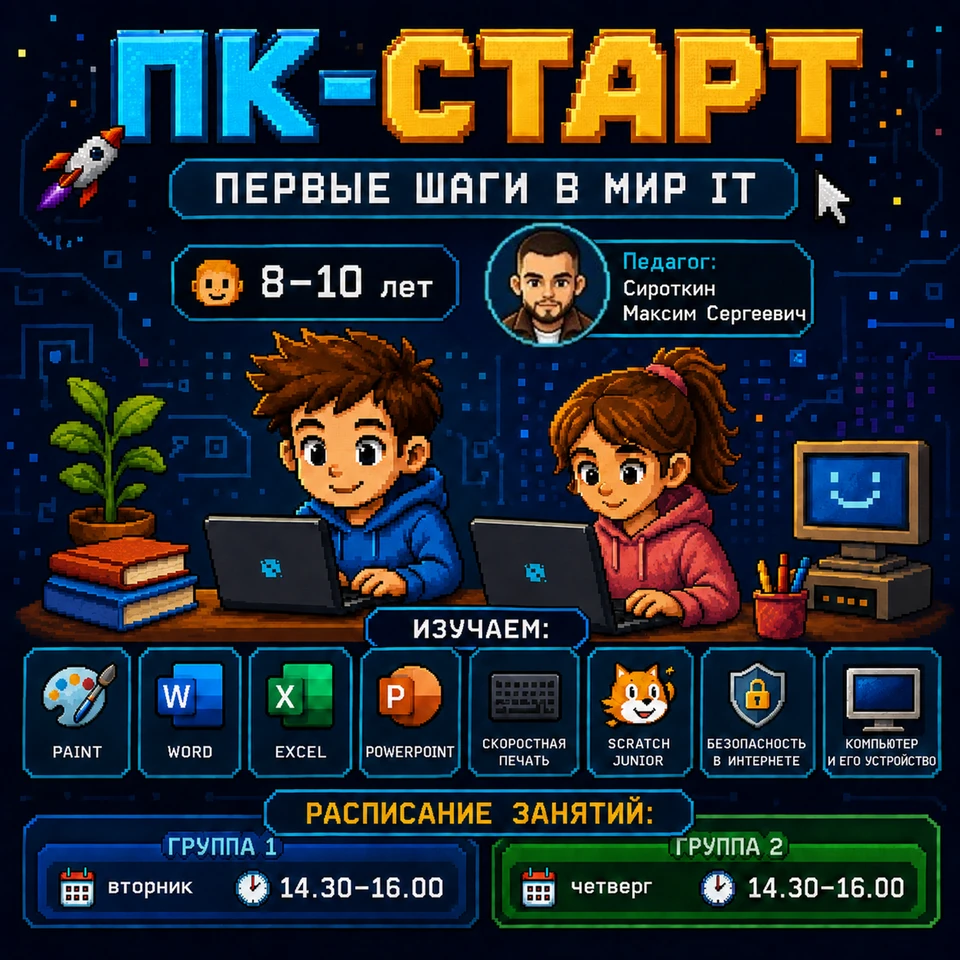 ПК-СТАРТ
ПЕРВЫЕ ШАГИ В МИР IT
8-10 лет
Педагог:
Сироткин
Максим Сергеевич
ИЗУЧАЕМ:
W
X
P
PAINT
WORD
EXCEL
POWERPOINT
СКОРОСТНАЯ
ПЕЧАТЬ
SCRATCH
JUNIOR
БЕЗОПАСНОСТЬ
В ИНТЕРНЕТЕ
КОМПЬЮТЕР
И ЕГО УСТРОЙСТВО
РАСПИСАНИЕ ЗАНЯТИЙ:
ГРУППА 1
вторник 14.30-16.00
ГРУППА 2
четверг 14.30-16.00